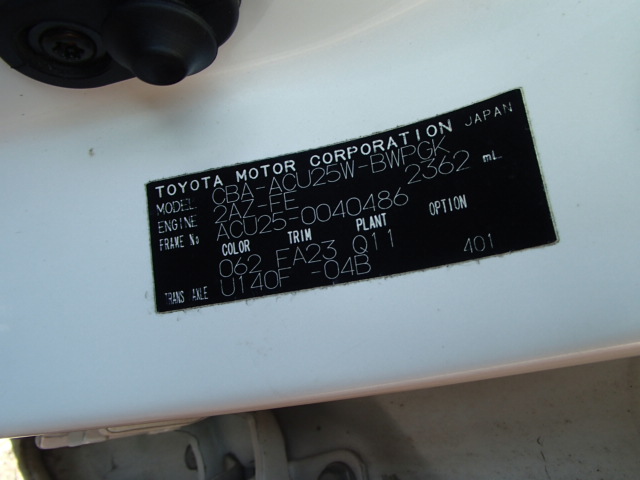 TOYOTA MOTOR CORPORATION JAPAN
MODEL CBA-ACU25W-BWPGK
ENGINE 2AZ-FE 2362 mL
FRAME No ACU25-0040486
COLOR TRIM PLANT OPTION
062 FA23 Q11 401
TRANS AXLE U140F -04B